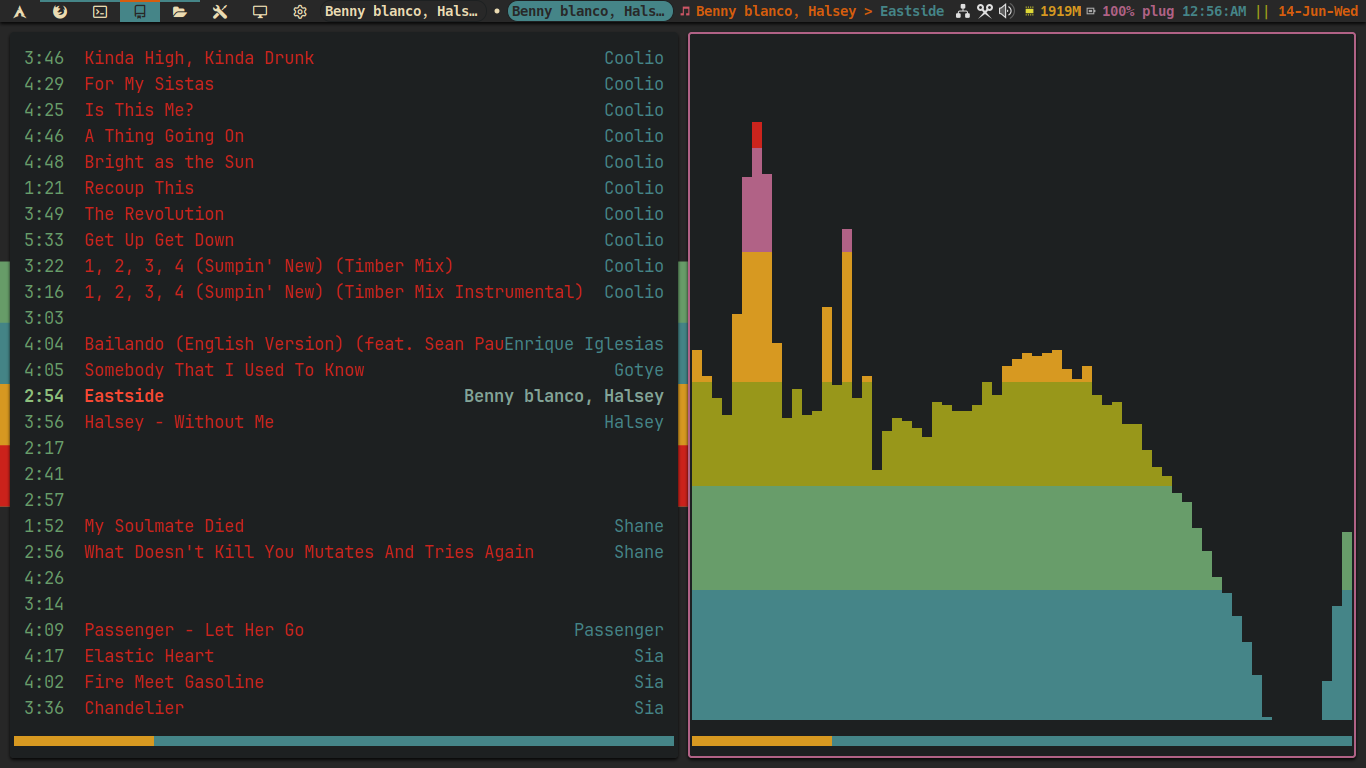 Benny blanco, Hals… • Benny blanco, Hals… Benny blanco, Halsey > Eastside 1919M 100% plug 12:56:AM || 14-Jun-Wed
3:46 Kinda High, Kinda Drunk Coolio
4:29 For My Sistas Coolio
4:25 Is This Me? Coolio
4:46 A Thing Going On Coolio
4:48 Bright as the Sun Coolio
1:21 Recoup This Coolio
3:49 The Revolution Coolio
5:33 Get Up Get Down Coolio
3:22 1, 2, 3, 4 (Sumpin' New) (Timber Mix) Coolio
3:16 1, 2, 3, 4 (Sumpin' New) (Timber Mix Instrumental) Coolio
3:03
4:04 Bailando (English Version) (feat. Sean PauEnrique Iglesias
4:05 Somebody That I Used To Know Gotye
2:54 Eastside Benny blanco, Halsey
3:56 Halsey - Without Me Halsey
2:17
2:41
2:57
1:52 My Soulmate Died Shane
2:56 What Doesn't Kill You Mutates And Tries Again Shane
4:26
3:14
4:09 Passenger - Let Her Go Passenger
4:17 Elastic Heart Sia
4:02 Fire Meet Gasoline Sia
3:36 Chandelier Sia